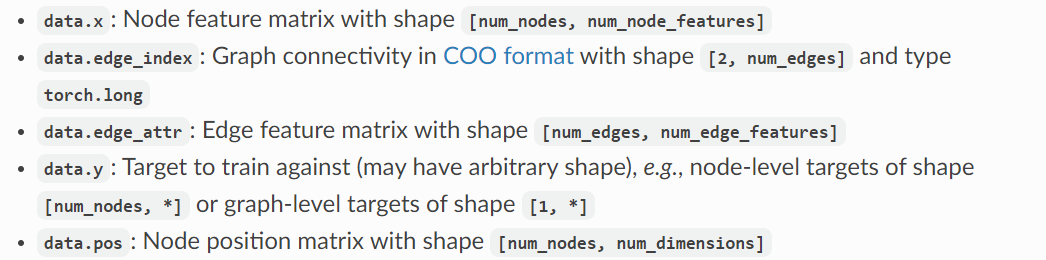 • data.x: Node feature matrix with shape [num_nodes, num_node_features]
• data.edge_index: Graph connectivity in COO format with shape [2, num_edges] and type
torch.long
• data.edge_attr: Edge feature matrix with shape [num_edges, num_edge_features]
• data.y: Target to train against (may have arbitrary shape), e.g., node-level targets of shape
[num_nodes, *] or graph-level targets of shape [1, *]
• data.pos: Node position matrix with shape [num_nodes, num_dimensions]